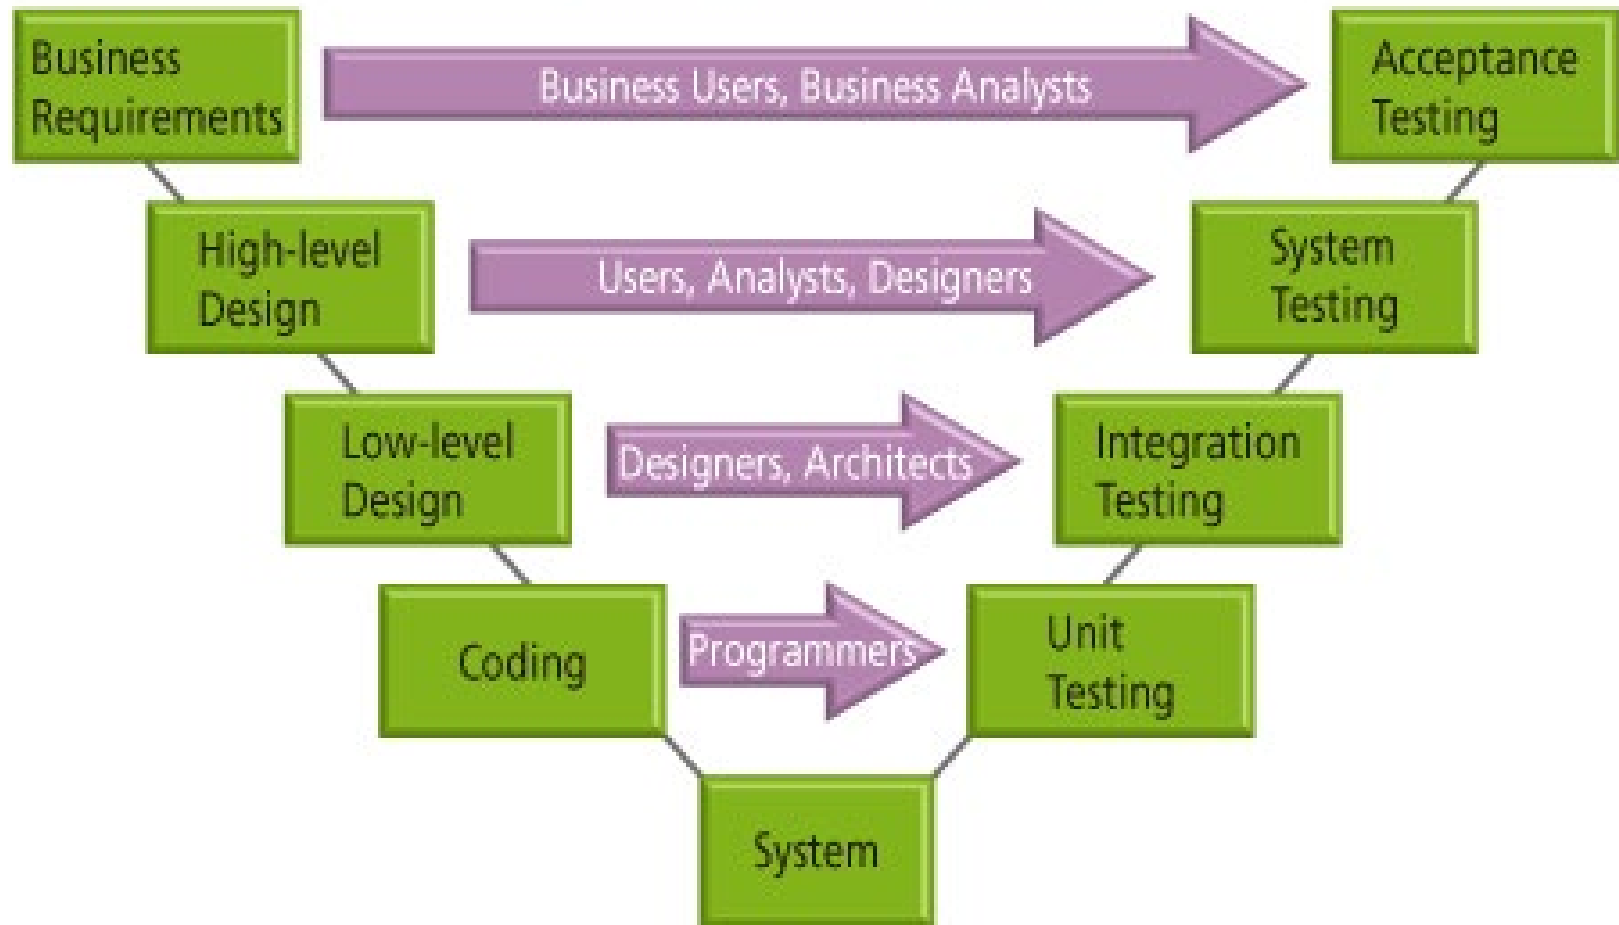 Business
Requirements
Business Users, Business Analysts
Acceptance
Testing
High-level
Design
Users, Analysts, Designers
System
Testing
Low-level
Design
Designers, Architects
Integration
Testing
Coding
Programmers
Unit
Testing
System